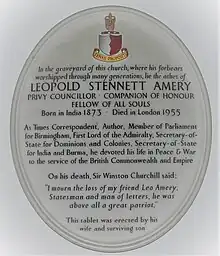 In the graveyard of this church, where his forbears
worshipped through many generations, lie the ashes of
LEOPOLD STENNETT AMERY
PRIVY COUNCILLOR · COMPANION OF HONOUR
FELLOW OF ALL SOULS
Born in India 1873 · Died in London 1955
As Times Correspondent, Author, Member of Parliament
for Birmingham, First Lord of the Admiralty, Secretary-of-
State for Dominions and Colonies, Secretary-of-State
for India and Burma, he devoted his life in Peace & War
to the service of the British Commonwealth and Empire
On his death, Sir Winston Churchill said:
"I mourn the loss of my friend Leo Amery,
Statesman and man of letters, he was
above all a great patriot."
This tablet was erected by his
wife and surviving son